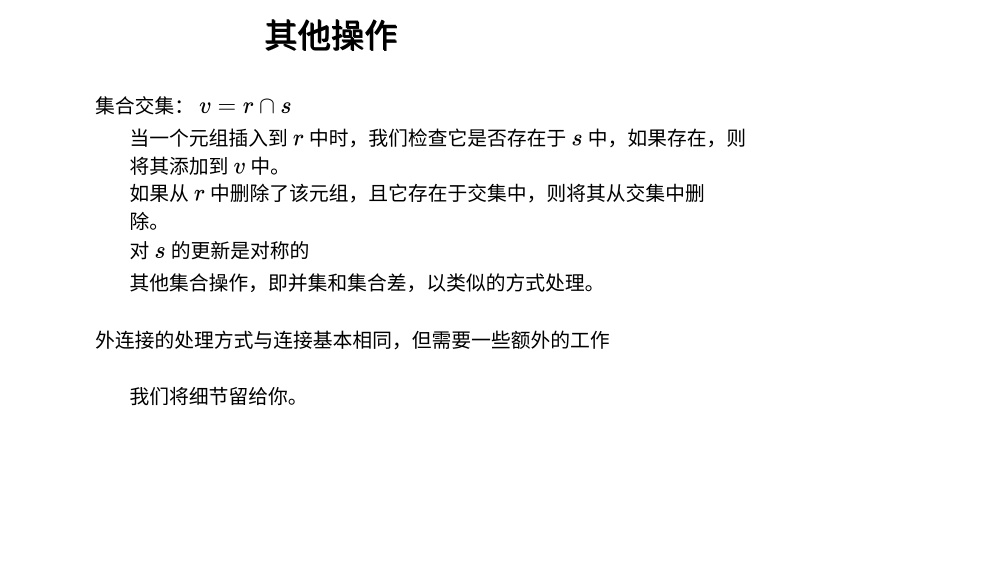 其他操作
集合交集： v = r ∩ s
当一个元组插入到 r 中时，我们检查它是否存在于 s 中，如果存在，则
将其添加到 v 中。
如果从 r 中删除了该元组，且它存在于交集中，则将其从交集中删
除。
对 s 的更新是对称的
其他集合操作，即并集和集合差，以类似的方式处理。
外连接的处理方式与连接基本相同，但需要一些额外的工作
我们将细节留给你。